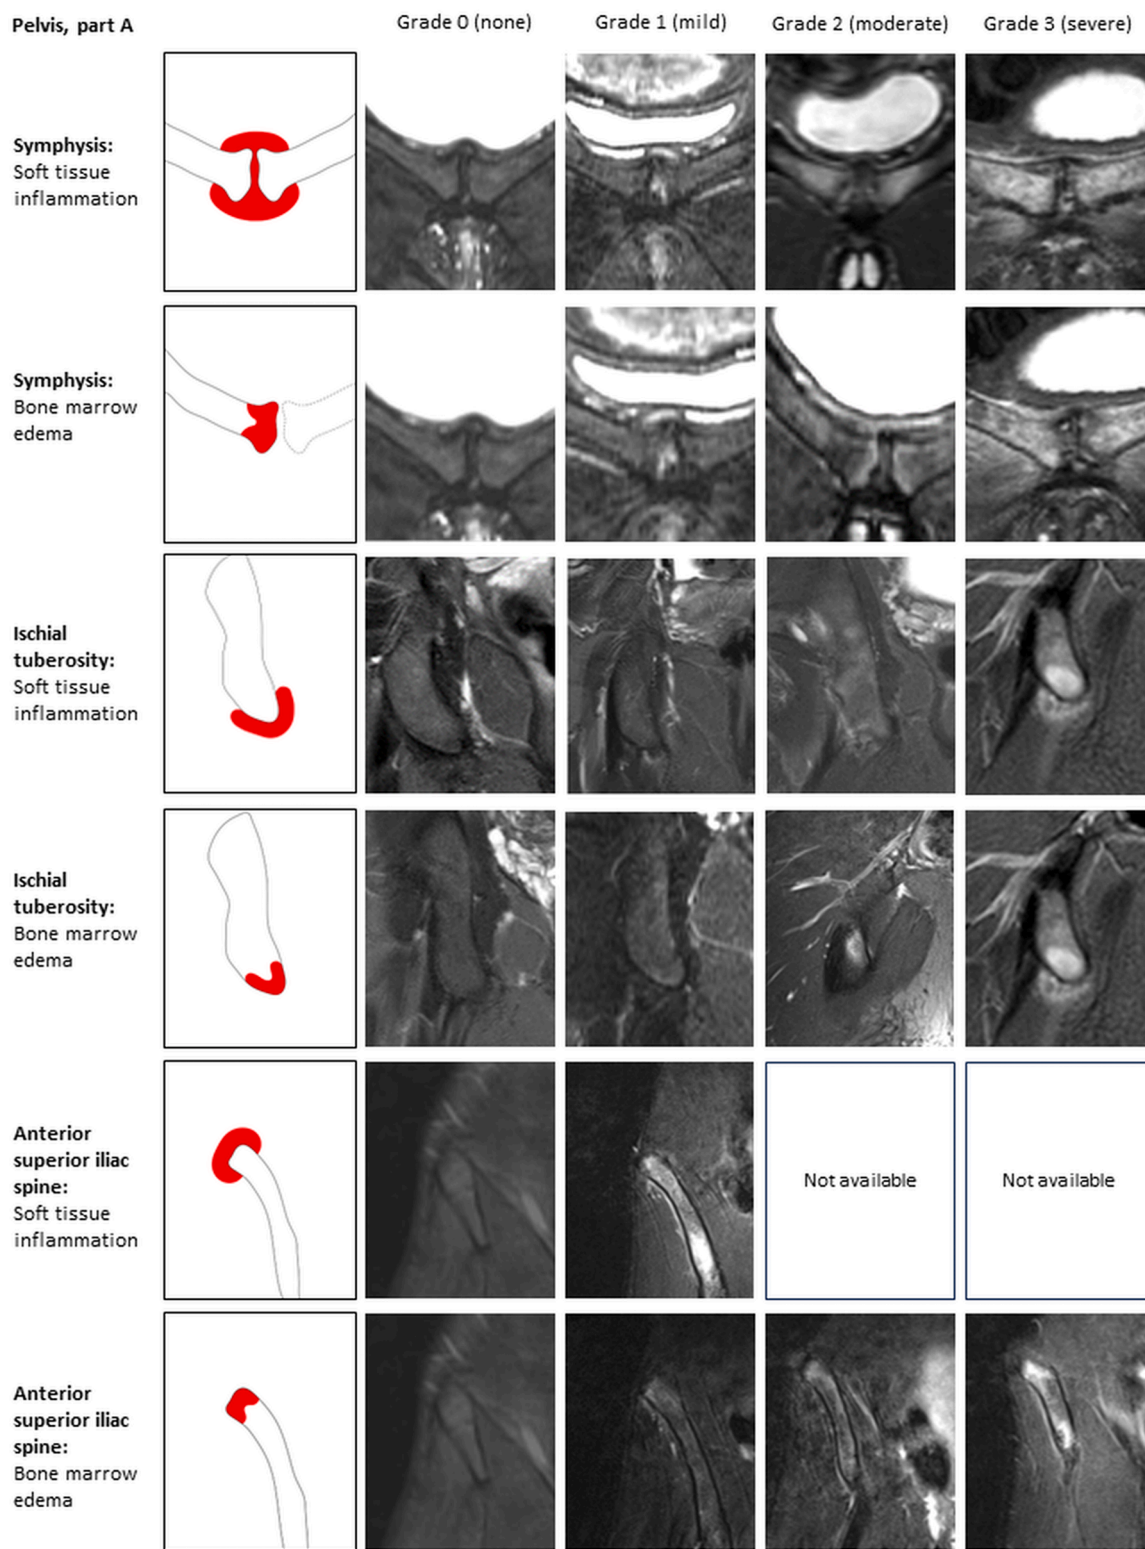 Pelvis, part A
Grade 0 (none)
Grade 1 (mild)
Grade 2 (moderate)
Grade 3 (severe)
Symphysis:
Soft tissue
inflammation
Symphysis:
Bone marrow
edema
Ischial
tuberosity:
Soft tissue
inflammation
Ischial
tuberosity:
Bone marrow
edema
Anterior
superior iliac
spine:
Soft tissue
inflammation
Not available
Not available
Anterior
superior iliac
spine:
Bone marrow
edema